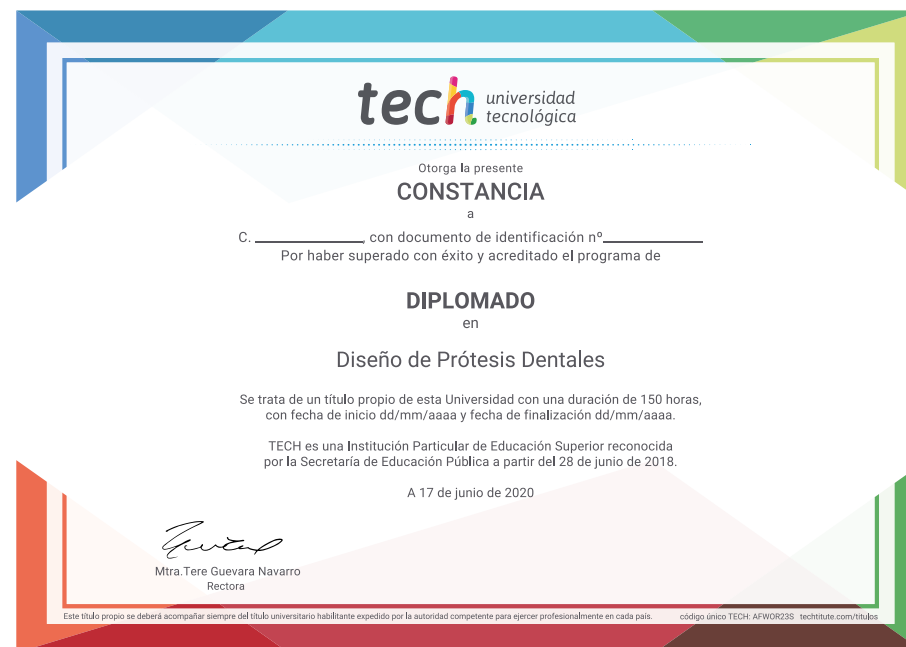 tech universidad
tecnológica
Otorga la presente
CONSTANCIA
a
C. ______________, con documento de identificación nº_____________
Por haber superado con éxito y acreditado el programa de
DIPLOMADO
en
Diseño de Prótesis Dentales
Se trata de un título propio de esta Universidad con una duración de 150 horas,
con fecha de inicio dd/mm/aaaa y fecha de finalización dd/mm/aaaa.
TECH es una Institución Particular de Educación Superior reconocida
por la Secretaría de Educación Pública a partir del 28 de junio de 2018.
A 17 de junio de 2020
Mtra.Tere Guevara Navarro
Rectora
Este título propio se deberá acompañar siempre del título universitario habilitante expedido por la autoridad competente para ejercer profesionalmente en cada país. código único TECH: AFWOR23S techtitute.com/titulos